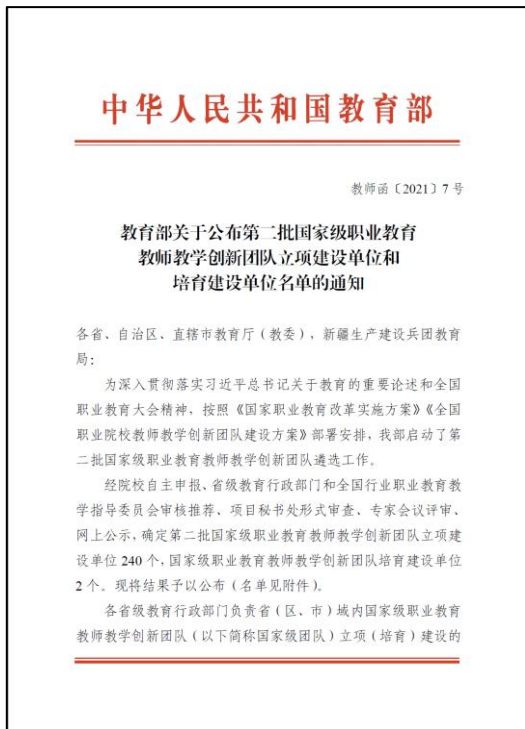 中华人民共和国教育部
教师函〔2021〕7 号
教育部关于公布第二批国家级职业教育
教师教学创新团队立项建设单位和
培育建设单位名单的通知
各省、自治区、直辖市教育厅（教委），新疆生产建设兵团教育
局：
为深入贯彻落实习近平总书记关于教育的重要论述和全国
职业教育大会精神，按照《国家职业教育改革实施方案》《全国
职业院校教师教学创新团队建设方案》部署安排，我部启动了第
二批国家级职业教育教师教学创新团队遴选工作。
经院校自主申报、省级教育行政部门和全国行业职业教育教
学指导委员会审核推荐、项目秘书处形式审查、专家会议评审、
网上公示，确定第二批国家级职业教育教师教学创新团队立项建
设单位 240 个，国家级职业教育教师教学创新团队培育建设单位
2 个。现将结果予以公布（名单见附件）。
各省级教育行政部门负责省（区、市）域内国家级职业教育
教师教学创新团队（以下简称国家级团队）立项（培育）建设的